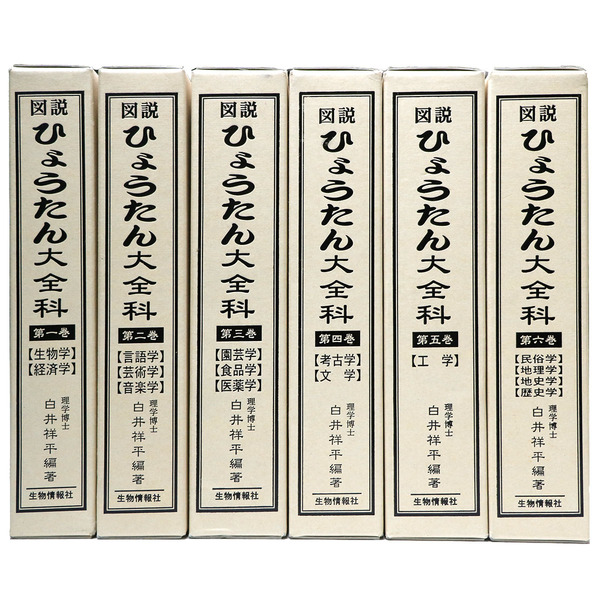 図説
ひょうたん大全科
第一巻
【生物学】
【経済学】
理学博士
白井祥平編著
生物情報社
図説
ひょうたん大全科
第二巻
【言語学】
【芸術学】
【音楽学】
理学博士
白井祥平編著
生物情報社
図説
ひょうたん大全科
第三巻
【園芸学】
【食品学】
【医薬学】
理学博士
白井祥平編著
生物情報社
図説
ひょうたん大全科
第四巻
【考古学】
【文学】
理学博士
白井祥平編著
生物情報社
図説
ひょうたん大全科
第五巻
【工学】
理学博士
白井祥平編著
生物情報社
図説
ひょうたん大全科
第六巻
【民俗学】
【地理学】
【地史学】
【歴史学】
理学博士
白井祥平編著
生物情報社